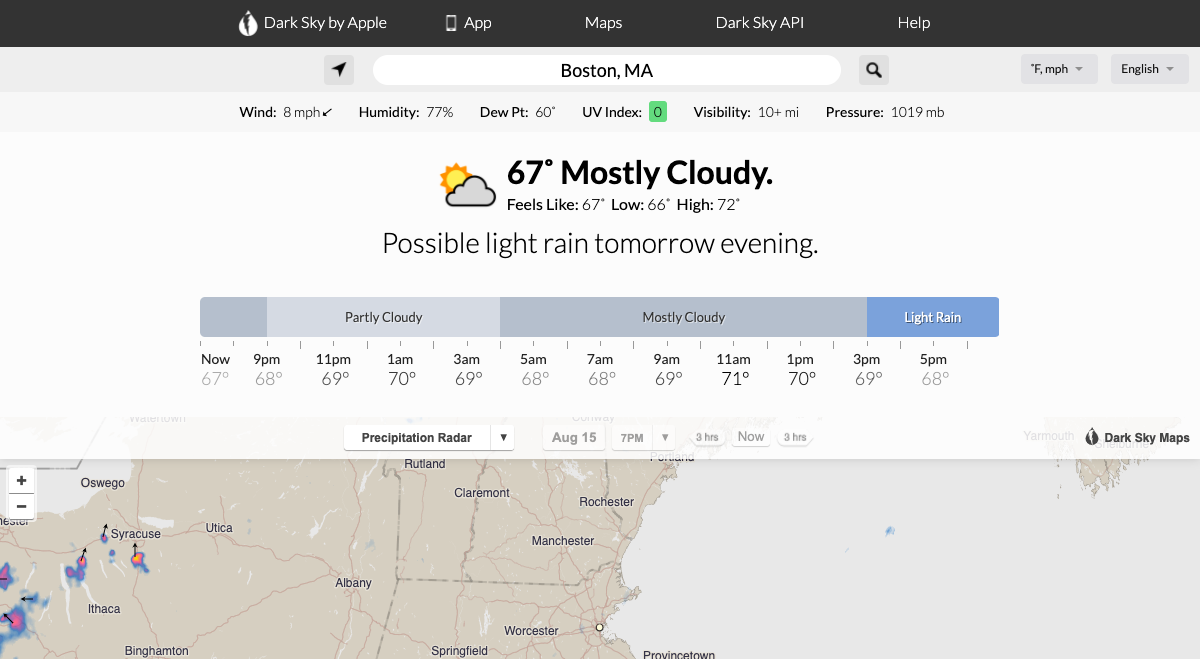 Dark Sky by Apple App Maps Dark Sky API Help
Boston, MA ˚F, mph English
Wind: 8 mph Humidity: 77% Dew Pt: 60˚ UV Index: 0 Visibility: 10+ mi Pressure: 1019 mb
67˚ Mostly Cloudy.
Feels Like: 67˚ Low: 66˚ High: 72˚
Possible light rain tomorrow evening.
Partly Cloudy Mostly Cloudy Light Rain
Now 9pm 11pm 1am 3am 5am 7am 9am 11am 1pm 3pm 5pm
67° 68° 69° 70° 69° 68° 68° 69° 71° 70° 69° 68°
Watertown Conway
Precipitation Radar ▼ Aug 15 7PM ▼ 3 hrs Now 3 hrs Yarmouth Dark Sky Maps
Portland
Rutland
+ Oswego Claremont Rochester
−
Syracuse Utica Manchester
Albany
Ithaca
Worcester
Binghamton Springfield Provincetown